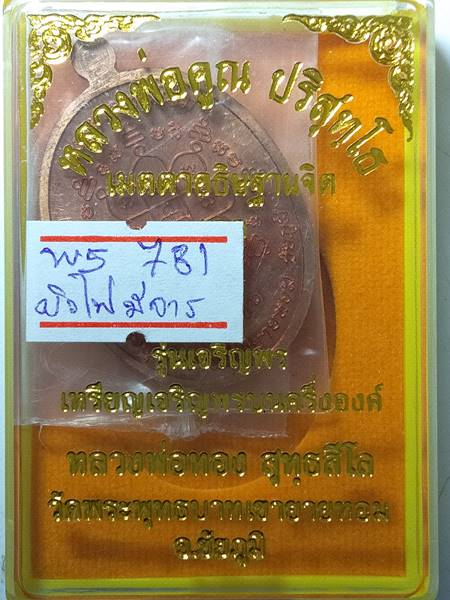 หลวงพ่อคูณ ปริสุทฺโธ
เมตตาอธิษฐานจิต
พร 781
ผิวไฟ มีจาร
รุ่นเจริญพร
เหรียญเจริญพรบนครึ่งองค์
หลวงพ่อทอง สุทฺธสีโล
วัดพระพุทธบาทเขายายหอม
จ.ชัยภูมิ